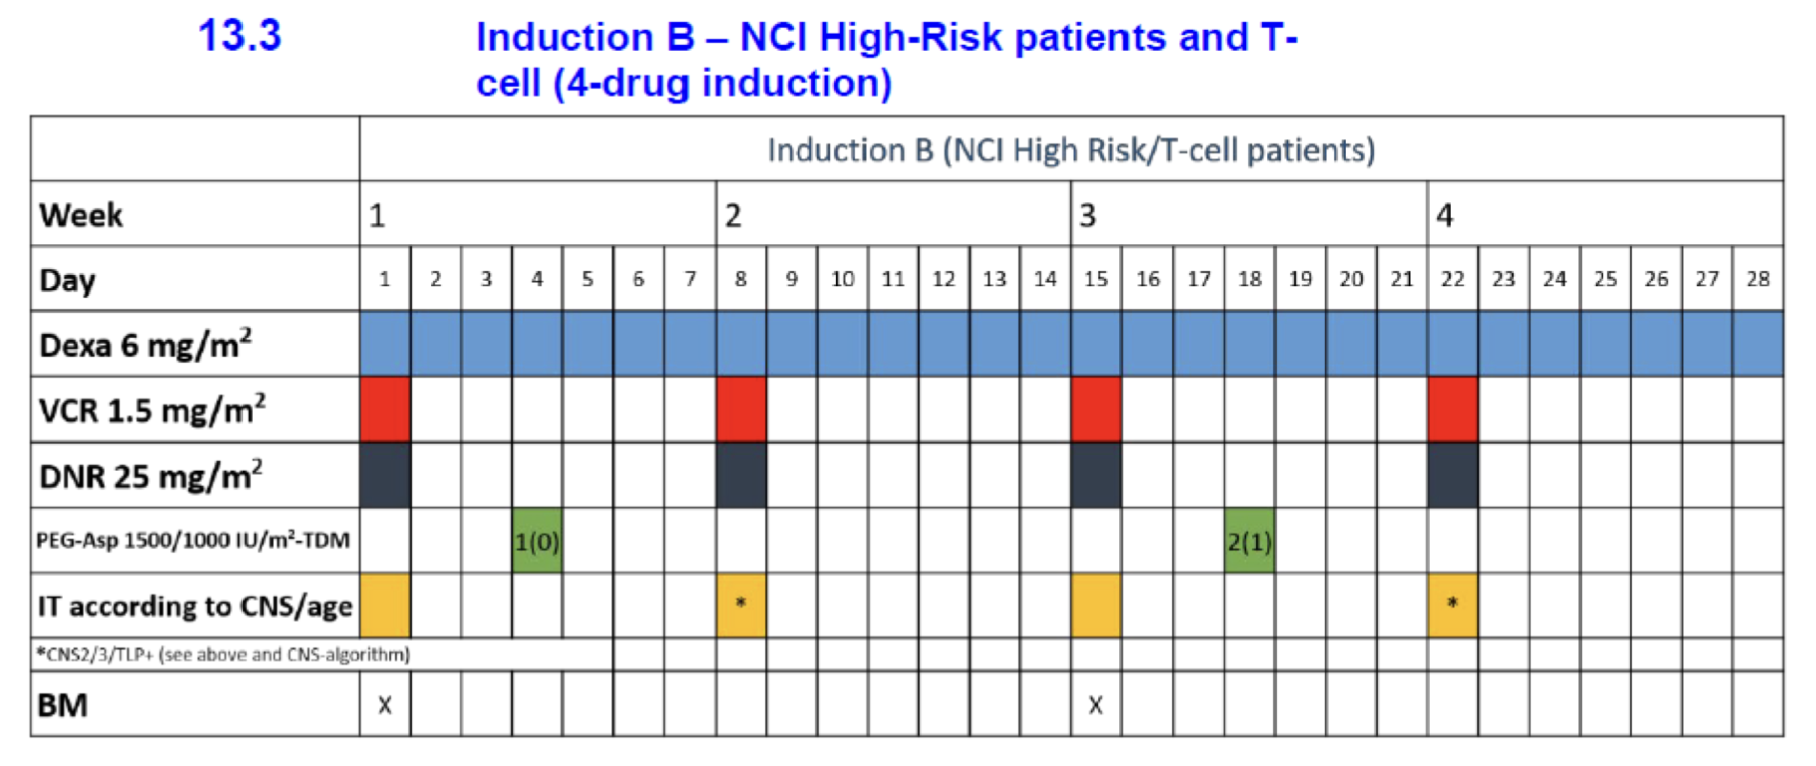 13.3 Induction B – NCI High-Risk patients and T-
cell (4-drug induction)
Induction B (NCI High Risk/T-cell patients)
Week 1 2 3 4
Day 1 2 3 4 5 6 7 8 9 10 11 12 13 14 15 16 17 18 19 20 21 22 23 24 25 26 27 28
Dexa 6 mg/m²
VCR 1.5 mg/m²
DNR 25 mg/m²
PEG-Asp 1500/1000 IU/m²-TDM 1(0) 2(1)
IT according to CNS/age * *
*CNS2/3/TLP+ (see above and CNS-algorithm)
BM X X